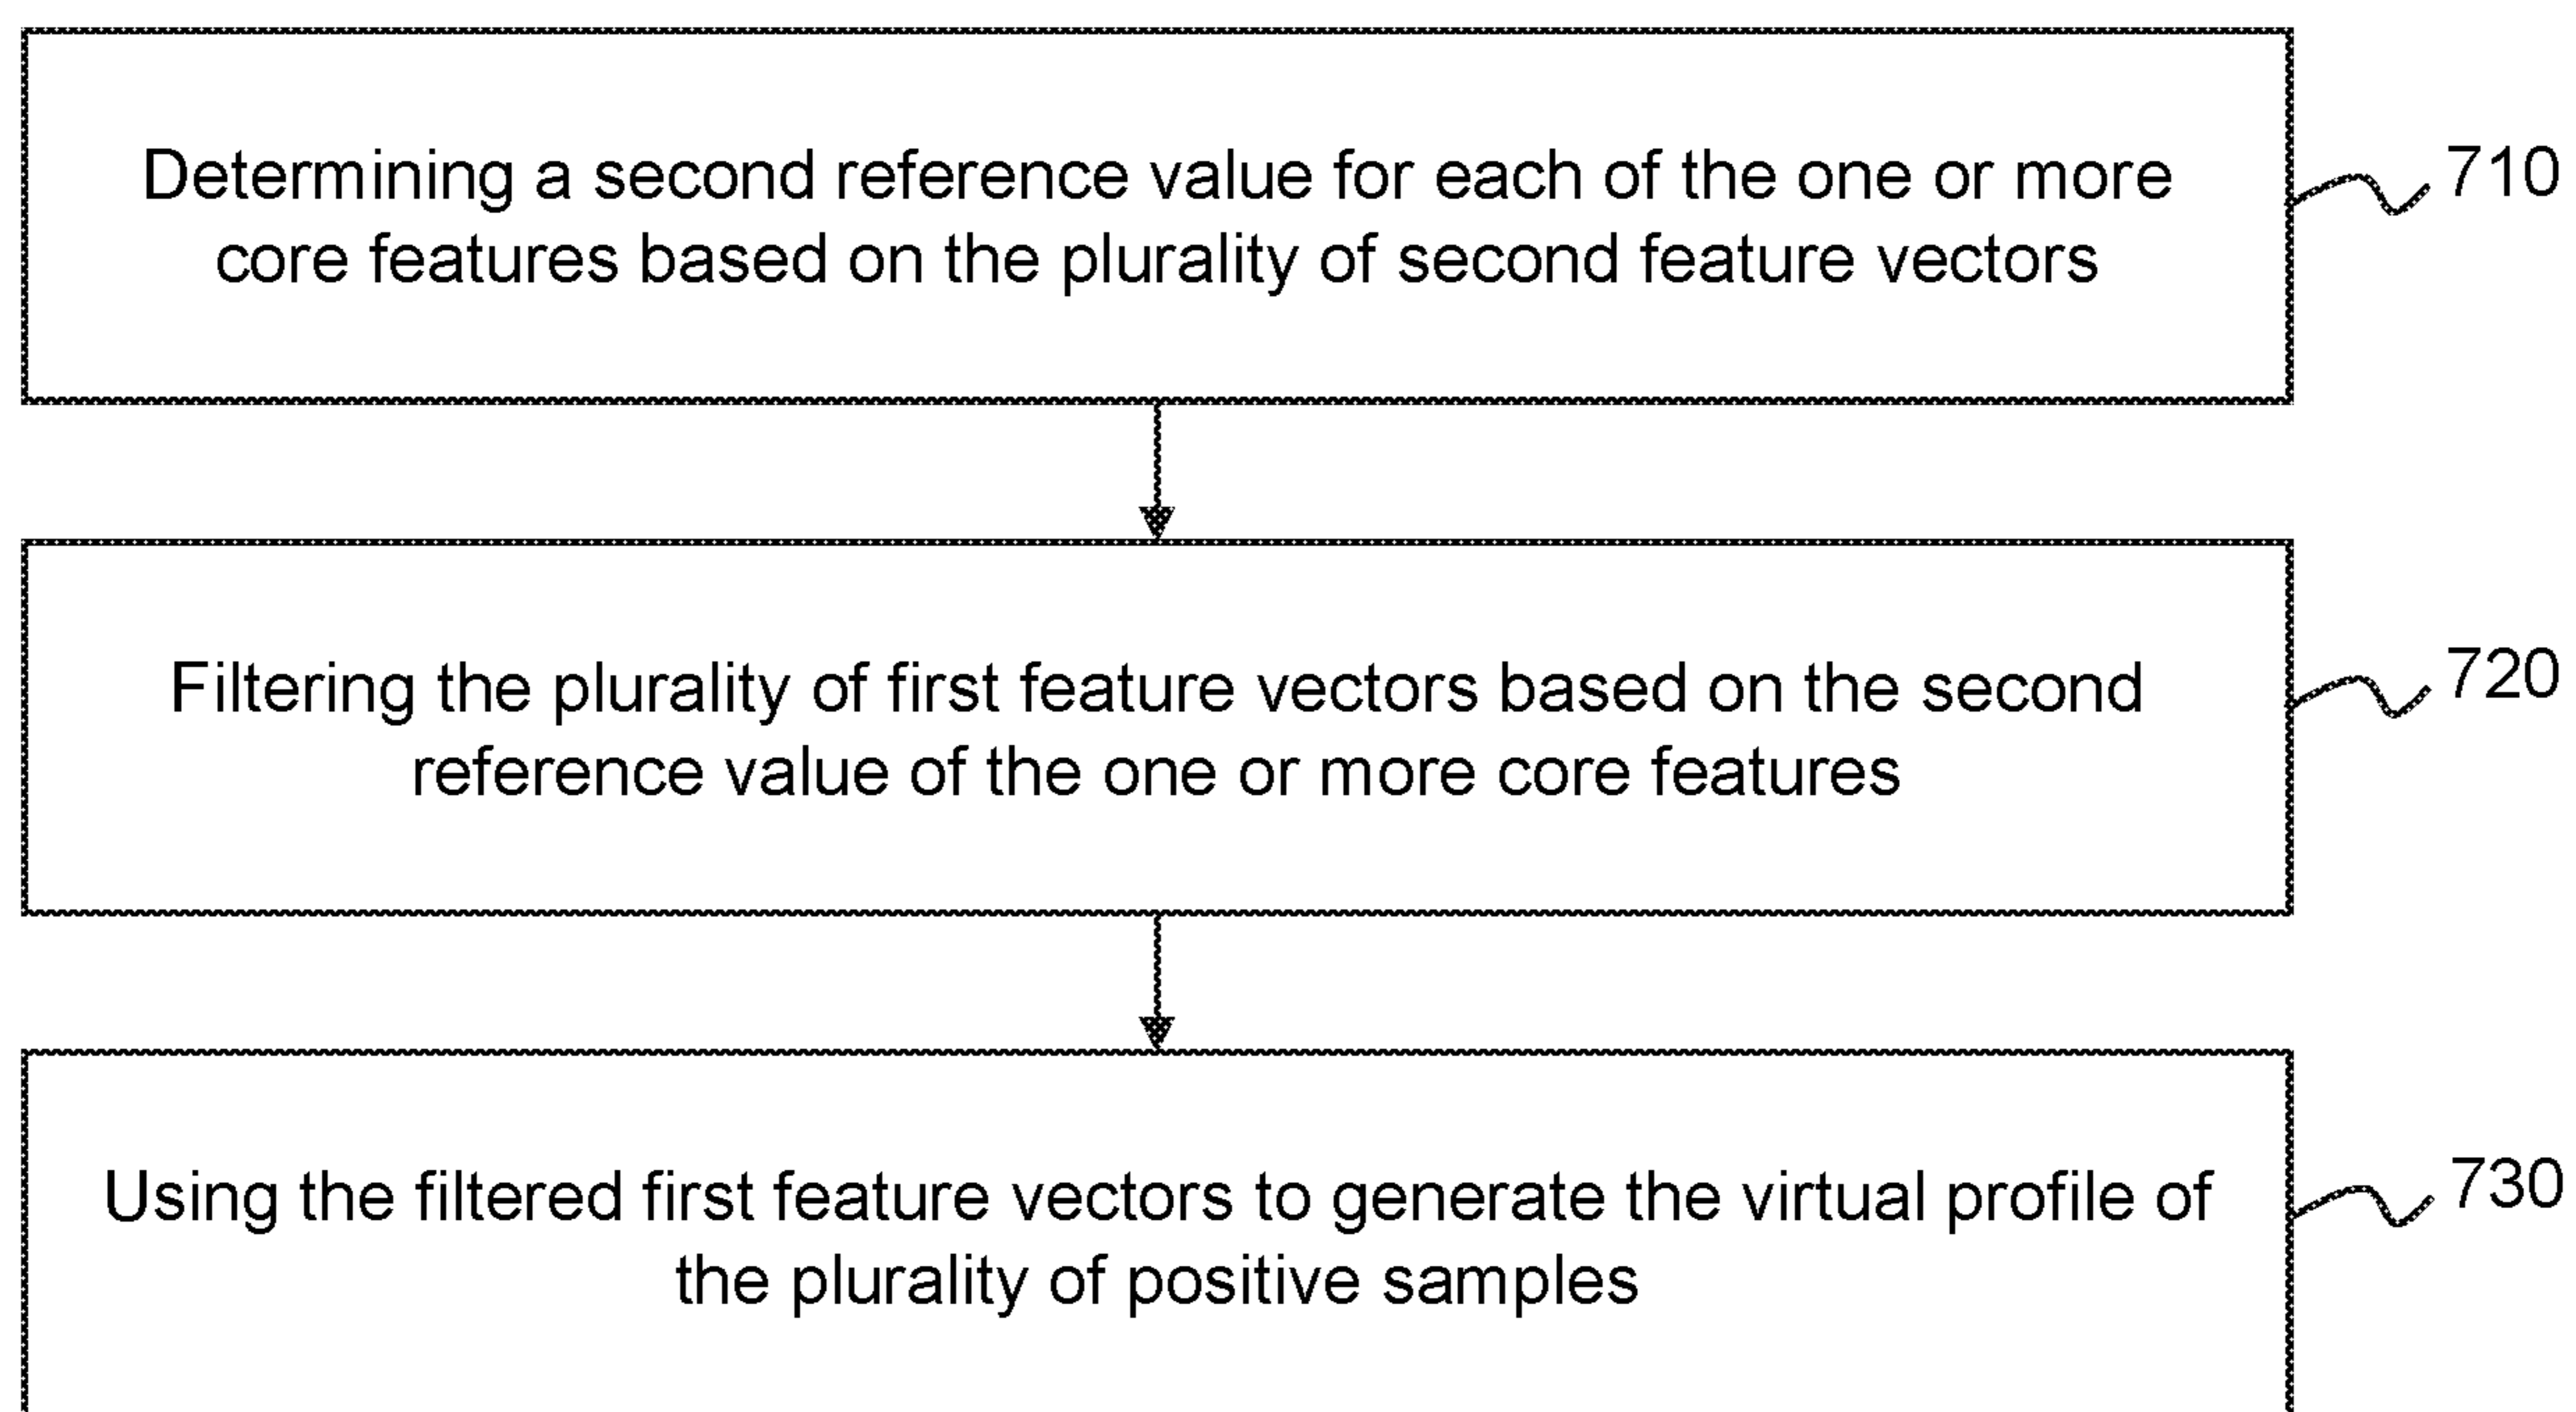 Determining a second reference value for each of the one or more
core features based on the plurality of second feature vectors
710
Filtering the plurality of first feature vectors based on the second
reference value of the one or more core features
720
Using the filtered first feature vectors to generate the virtual profile of
the plurality of positive samples
730